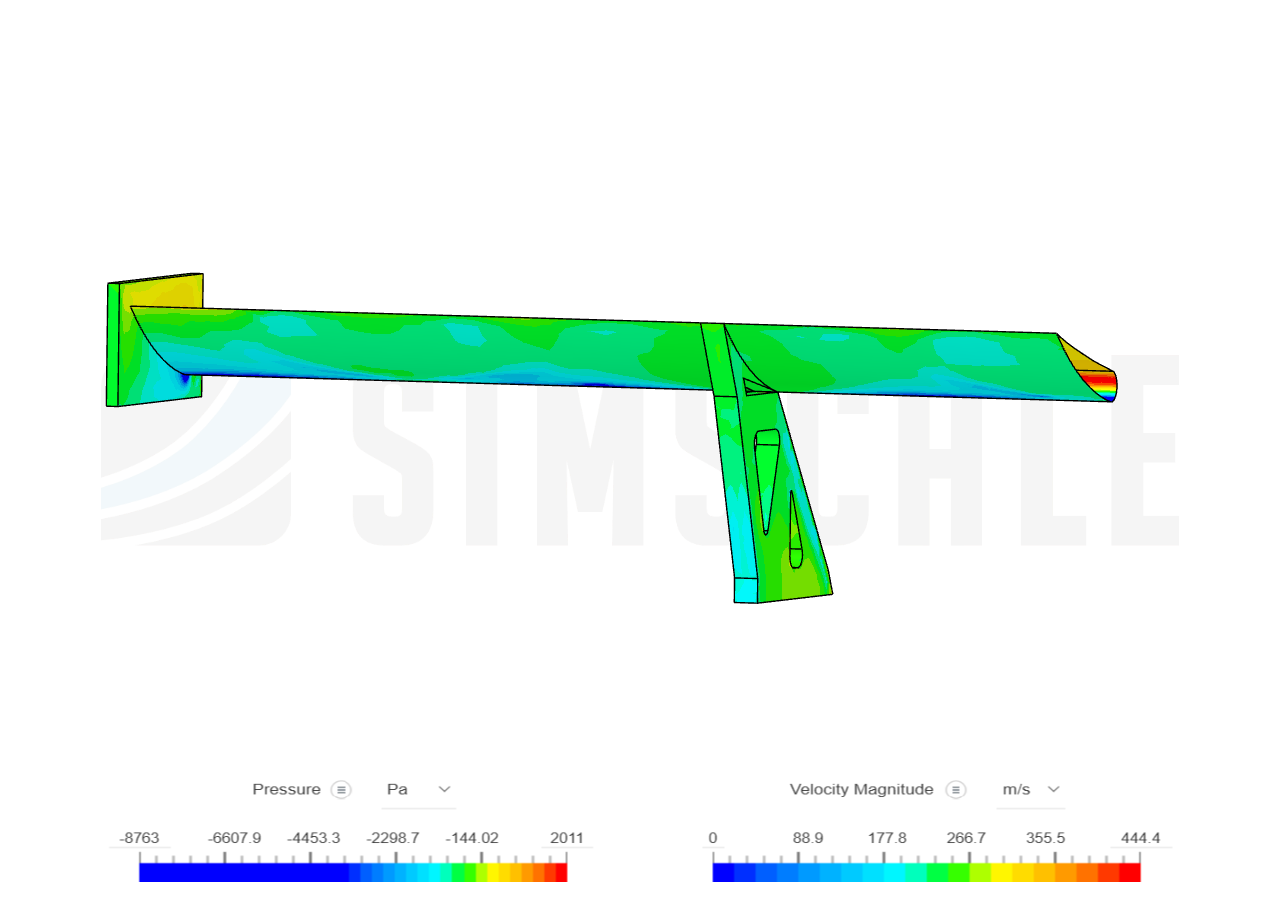 SIMSCALE
Pressure Pa
-8763 -6607.9 -4453.3 -2298.7 -144.02 2011
Velocity Magnitude m/s
0 88.9 177.8 266.7 355.5 444.4